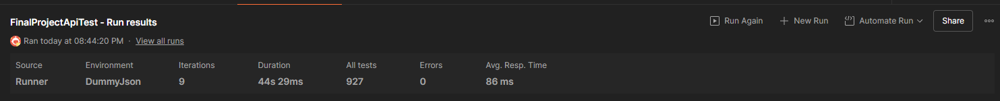 FinalProjectApiTest - Run results
Run Again
New Run
Automate Run
Share
Ran today at 08:44:20 PM · View all runs
Source Environment Iterations Duration All tests Errors Avg. Resp. Time
Runner DummyJson 9 44s 29ms 927 0 86 ms